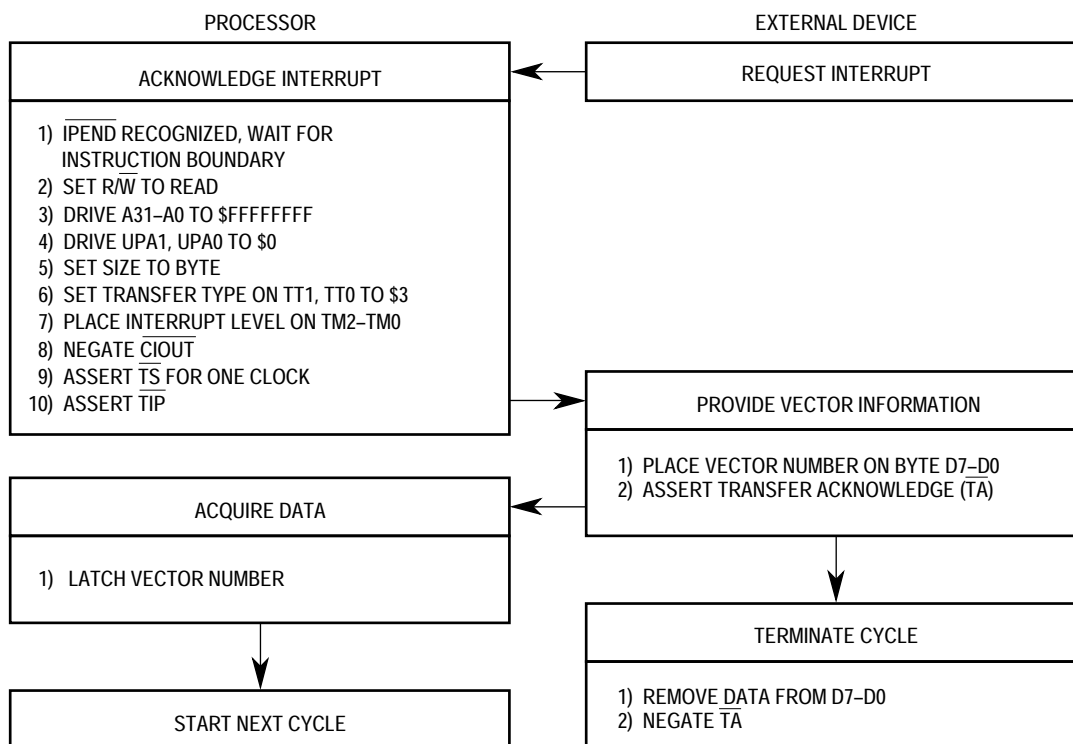 PROCESSOR
EXTERNAL DEVICE
ACKNOWLEDGE INTERRUPT
REQUEST INTERRUPT
1) IPEND RECOGNIZED, WAIT FOR
INSTRUCTION BOUNDARY
2) SET R/W TO READ
3) DRIVE A31–A0 TO $FFFFFFFF
4) DRIVE UPA1, UPA0 TO $0
5) SET SIZE TO BYTE
6) SET TRANSFER TYPE ON TT1, TT0 TO $3
7) PLACE INTERRUPT LEVEL ON TM2–TM0
8) NEGATE CIOUT
9) ASSERT TS FOR ONE CLOCK
10) ASSERT TIP
PROVIDE VECTOR INFORMATION
1) PLACE VECTOR NUMBER ON BYTE D7–D0
2) ASSERT TRANSFER ACKNOWLEDGE (TA)
ACQUIRE DATA
1) LATCH VECTOR NUMBER
TERMINATE CYCLE
1) REMOVE DATA FROM D7–D0
2) NEGATE TA
START NEXT CYCLE